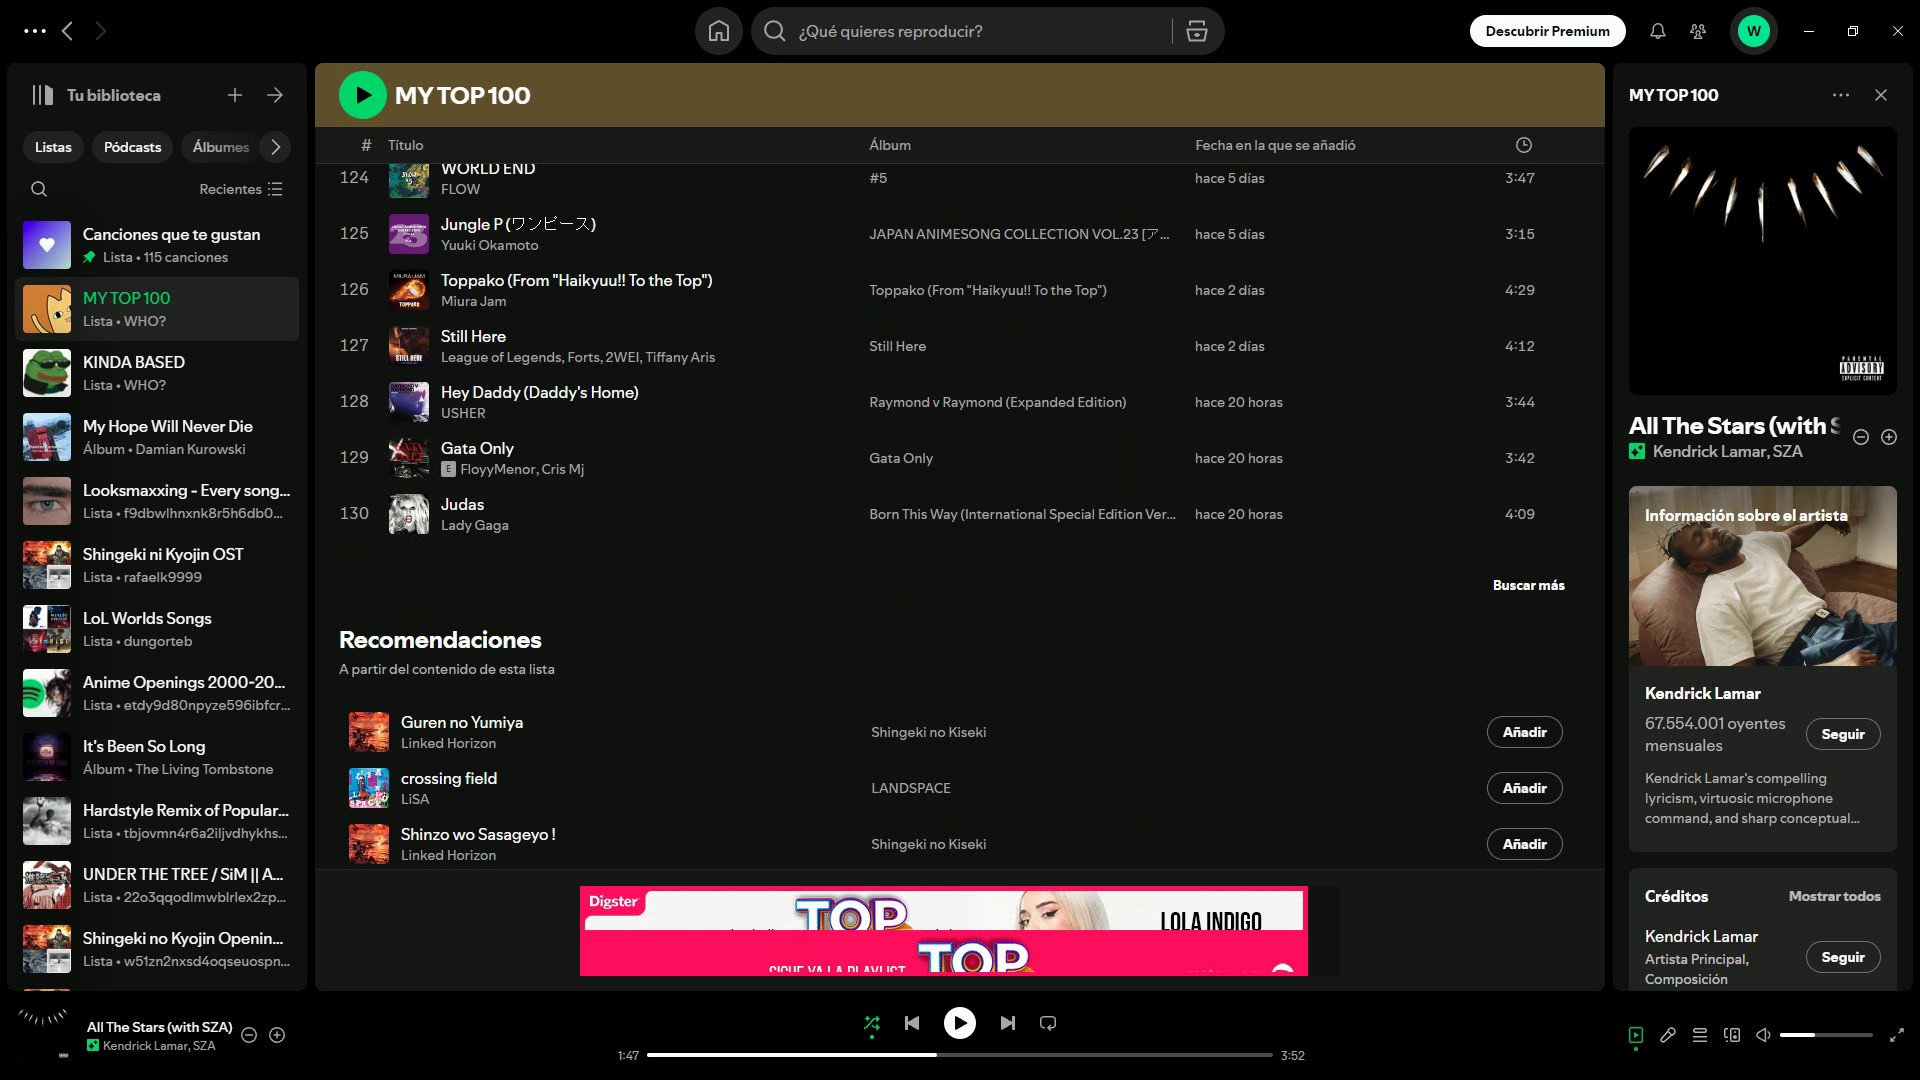 ¿Qué quieres reproducir?
Descubrir Premium
W
Tu biblioteca
Listas
Pódcasts
Álbumes
Recientes
Canciones que te gustan
Lista • 115 canciones
MY TOP 100
Lista • WHO?
KINDA BASED
Lista • WHO?
My Hope Will Never Die
Álbum • Damian Kurowski
Looksmaxxing - Every song...
Lista • f9dbwlhnxnk8r5h6db0...
Shingeki ni Kyojin OST
Lista • rafaelk9999
LoL Worlds Songs
Lista • dungorteb
Anime Openings 2000-20...
Lista • etdy9d80npyze596ibfcr...
It's Been So Long
Álbum • The Living Tombstone
Hardstyle Remix of Popular...
Lista • tbjovmn4r6a2iljvdhykhs...
UNDER THE TREE / SiM || A...
Lista • 22o3qqodlmwblrlex2zp...
Shingeki no Kyojin Openin...
Lista • w51zn2nxsd4oqseuospn...
MY TOP 100
# Título Álbum Fecha en la que se añadió
124 WORLD END #5 hace 5 días 3:47
FLOW
125 Jungle P (ワンピース) JAPAN ANIMESONG COLLECTION VOL.23 [ア... hace 5 días 3:15
Yuuki Okamoto
126 Toppako (From "Haikyuu!! To the Top") Toppako (From "Haikyuu!! To the Top") hace 2 días 4:29
Miura Jam
127 Still Here Still Here hace 2 días 4:12
League of Legends, Forts, 2WEI, Tiffany Aris
128 Hey Daddy (Daddy's Home) Raymond v Raymond (Expanded Edition) hace 20 horas 3:44
USHER
129 Gata Only Gata Only hace 20 horas 3:42
E FloyyMenor, Cris Mj
130 Judas Born This Way (International Special Edition Ver... hace 20 horas 4:09
Lady Gaga
Buscar más
Recomendaciones
A partir del contenido de esta lista
Guren no Yumiya Shingeki no Kiseki Añadir
Linked Horizon
crossing field LANDSPACE Añadir
LiSA
Shinzo wo Sasageyo ! Shingeki no Kiseki Añadir
Linked Horizon
Digster
TOP
LOLA INDIGO
SIGUE YA LA PLAYLIST
TOP
MY TOP 100
PARENTAL
ADVISORY
EXPLICIT CONTENT
All The Stars (with S
Kendrick Lamar, SZA
Información sobre el artista
Kendrick Lamar
67.554.001 oyentes
mensuales
Seguir
Kendrick Lamar's compelling
lyricism, virtuosic microphone
command, and sharp conceptual...
Créditos
Mostrar todos
Kendrick Lamar
Artista Principal,
Composición
Seguir
All The Stars (with SZA)
Kendrick Lamar, SZA
1:47
3:52